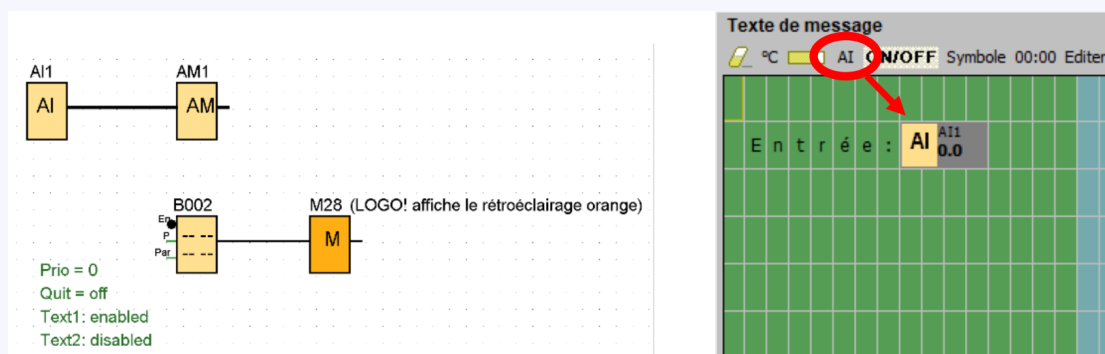 AI1
AI
AM1
AM
B002
En
P
Par
M28 (LOGO! affiche le rétroéclairage orange)
M
Prio = 0
Quit = off
Text1: enabled
Text2: disabled
Texte de message
°C AI ON/OFF Symbole 00:00 Editer
Entrée: AI AI1
0.0